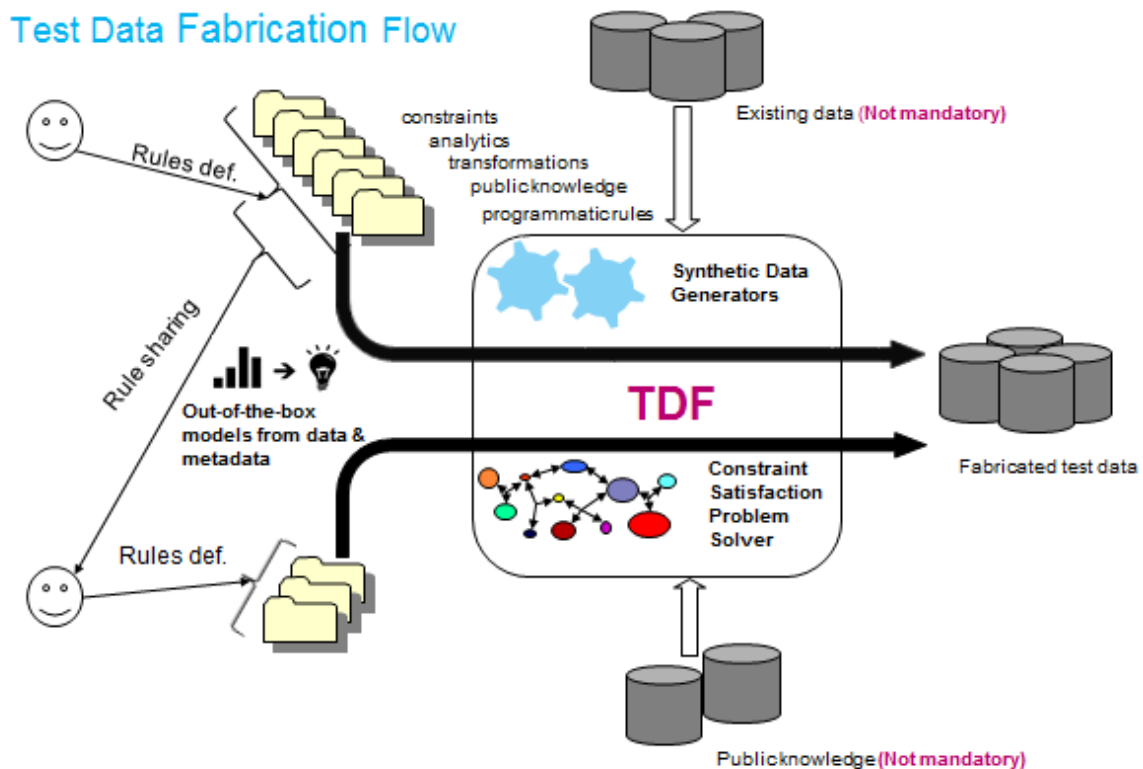 Test Data Fabrication Flow
Existing data (Not mandatory)
constraints
analytics
transformations
publicknowledge
programmaticrules
Rules def.
Synthetic Data
Generators
Rule sharing
Out-of-the-box
models from data &
metadata
TDF
Fabricated test data
Constraint
Satisfaction
Problem
Solver
Rules def.
Publicknowledge(Not mandatory)